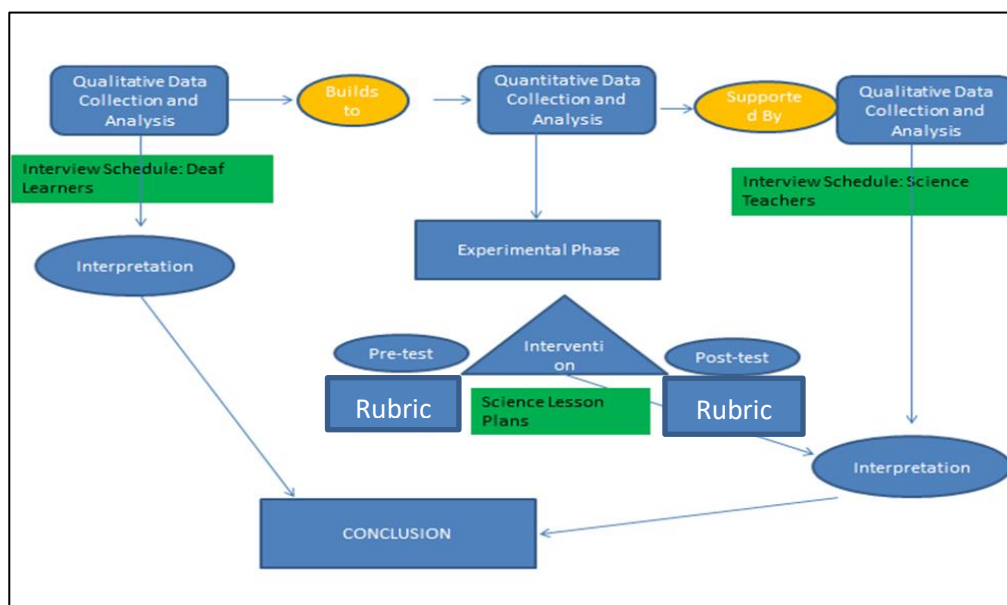 Qualitative Data
Collection and
Analysis
Builds
to
Quantitative Data
Collection and
Analysis
Supporte
d By
Qualitative Data
Collection and
Analysis
Interview Schedule: Deaf
Learners
Interview Schedule: Science
Teachers
Interpretation
Experimental Phase
Pre-test
Interventi
on
Post-test
Rubric
Science Lesson
Plans
Rubric
Interpretation
CONCLUSION